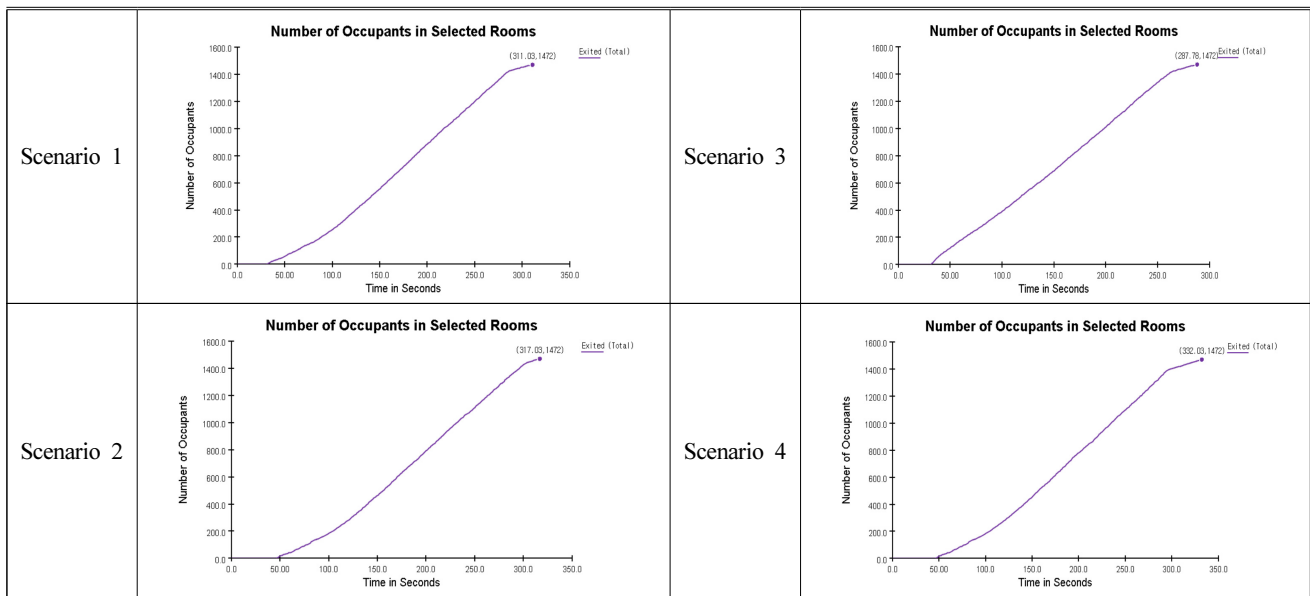 Scenario 1
Number of Occupants in Selected Rooms
1600.0
1400.0
1200.0
1000.0
800.0
600.0
400.0
200.0
0.0
Number of Occupants
(311.03,1472)
Exited (Total)
0.0 50.00 100.0 150.0 200.0 250.0 300.0 350.0
Time in Seconds
Scenario 3
Number of Occupants in Selected Rooms
1600.0
1400.0
1200.0
1000.0
800.0
600.0
400.0
200.0
0.0
Number of Occupants
(287.78,1472)
Exited (Total)
0.0 50.00 100.0 150.0 200.0 250.0 300.0
Time in Seconds
Scenario 2
Number of Occupants in Selected Rooms
1600.0
1400.0
1200.0
1000.0
800.0
600.0
400.0
200.0
0.0
Number of Occupants
(317.03,1472)
Exited (Total)
0.0 50.00 100.0 150.0 200.0 250.0 300.0 350.0
Time in Seconds
Scenario 4
Number of Occupants in Selected Rooms
1600.0
1400.0
1200.0
1000.0
800.0
600.0
400.0
200.0
0.0
Number of Occupants
(332.03,1472)
Exited (Total)
0.0 50.00 100.0 150.0 200.0 250.0 300.0 350.0
Time in Seconds